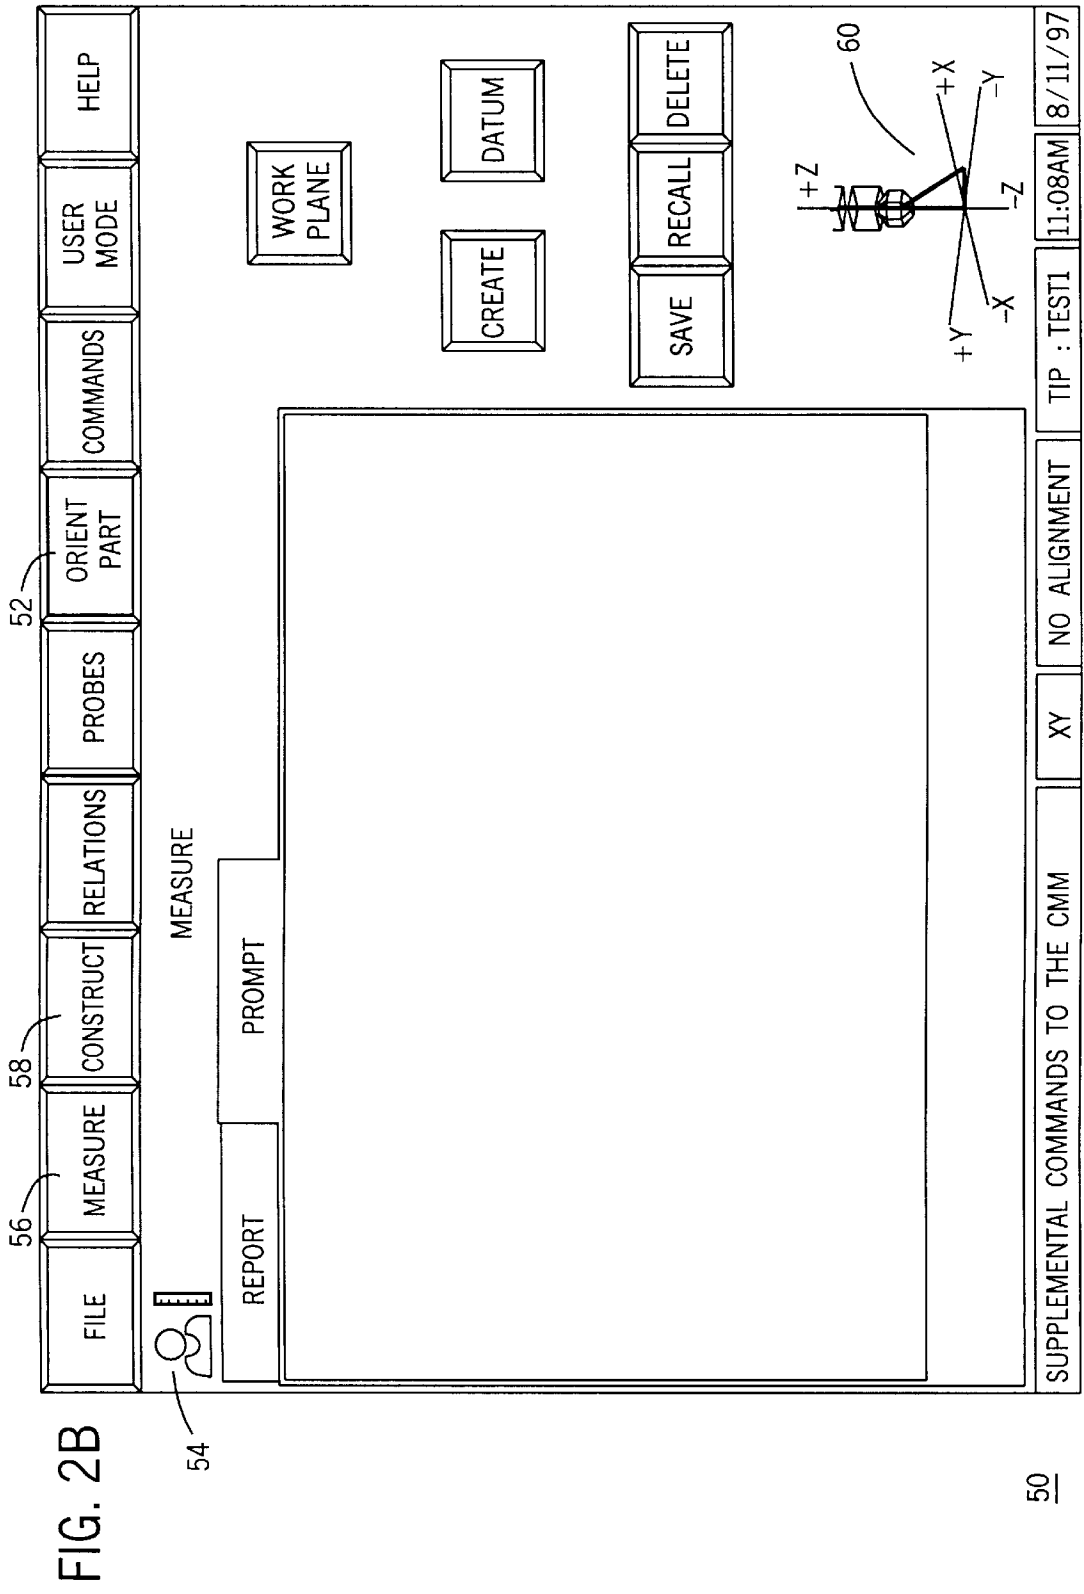 FIG. 2B
56
58
52
FILE
MEASURE
CONSTRUCT
RELATIONS
PROBES
ORIENT
PART
COMMANDS
USER
MODE
HELP
54
MEASURE
REPORT
PROMPT
WORK
PLANE
CREATE
DATUM
SAVE
RECALL
DELETE
60
+Z
+X
+Y
-Y
-X
-Z
50
SUPPLEMENTAL COMMANDS TO THE CMM
XY
NO ALIGNMENT
TIP : TEST1
11:08AM
8/11/97